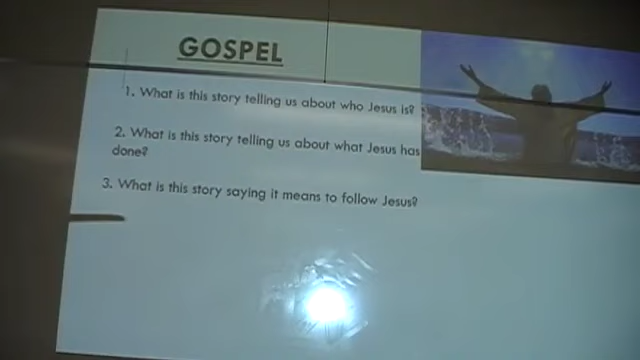 GOSPEL
1. What is this story telling us about who Jesus is?
2. What is this story telling us about what Jesus has
done?
3. What is this story saying it means to follow Jesus?